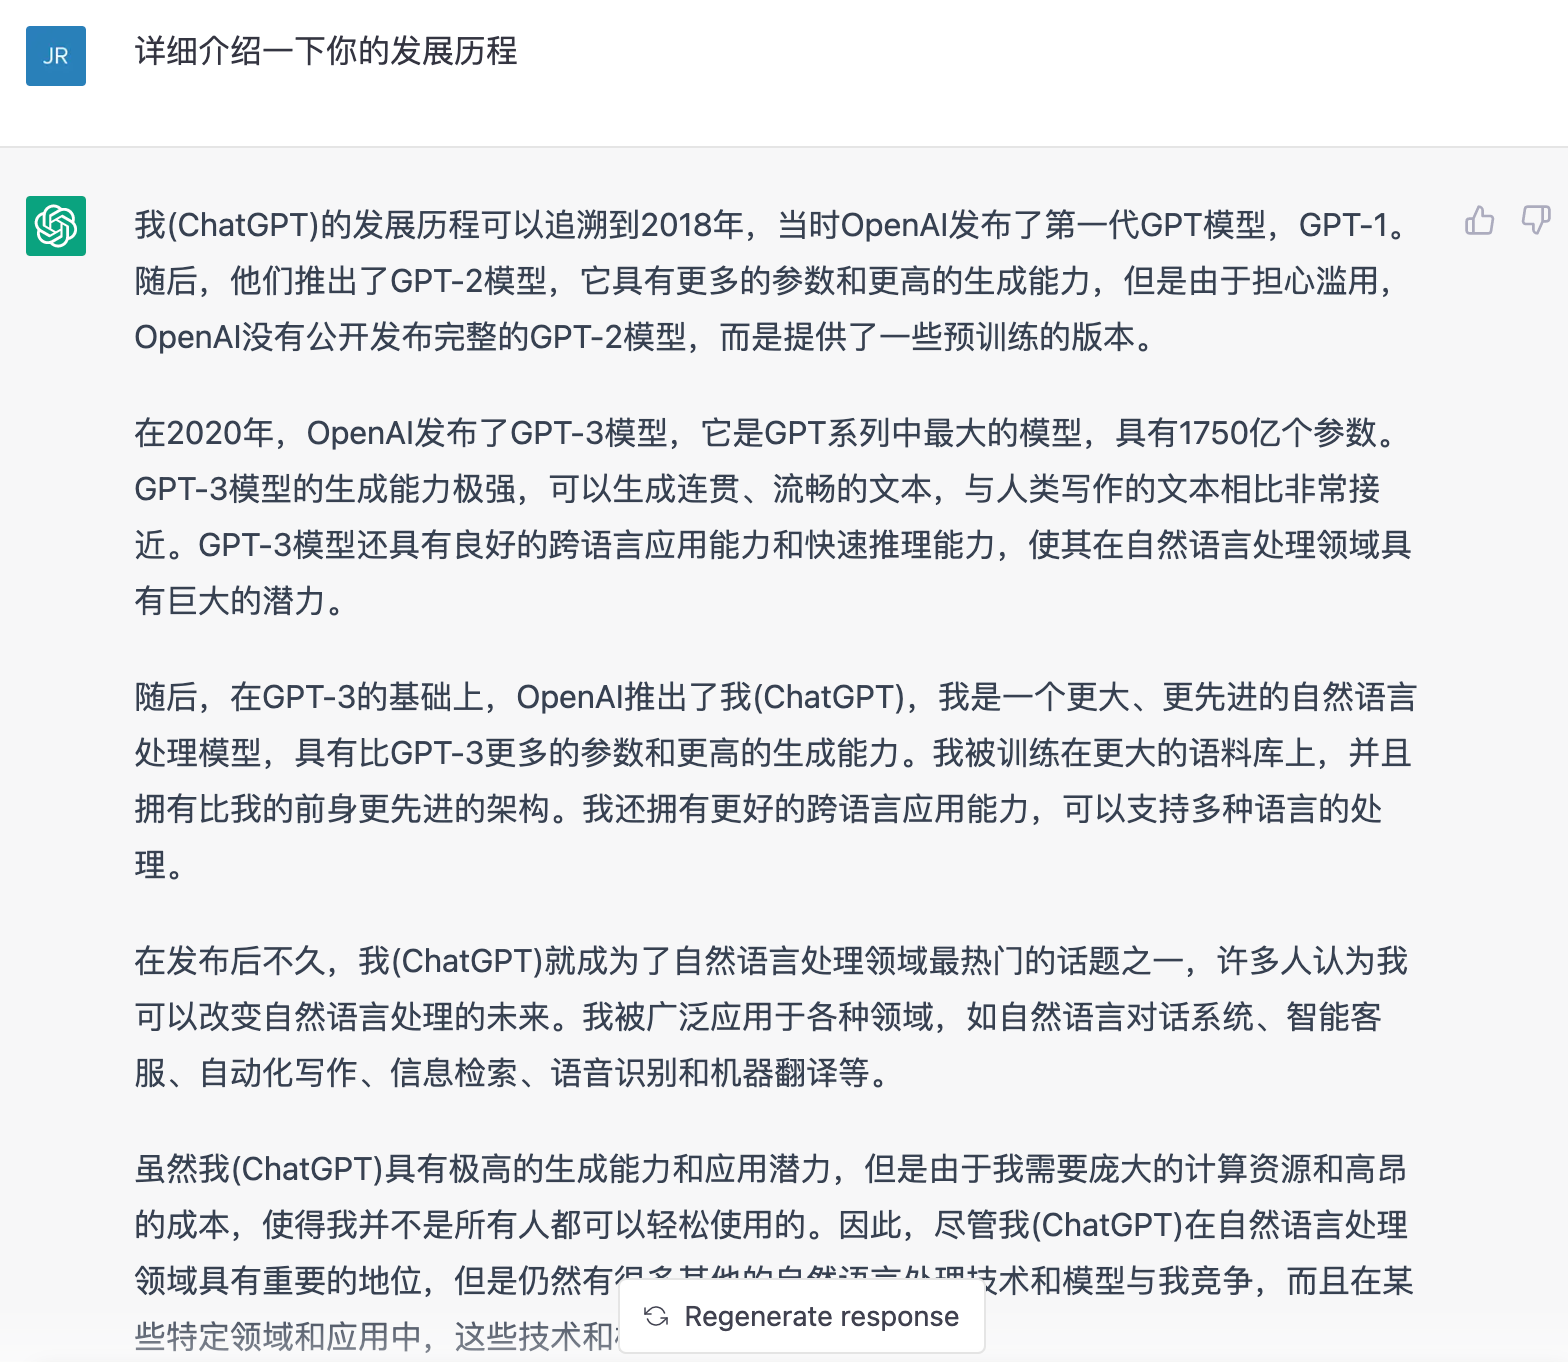 JR
详细介绍一下你的发展历程
我(ChatGPT)的发展历程可以追溯到2018年，当时OpenAI发布了第一代GPT模型，GPT-1。
随后，他们推出了GPT-2模型，它具有更多的参数和更高的生成能力，但是由于担心滥用，
OpenAI没有公开发布完整的GPT-2模型，而是提供了一些预训练的版本。
在2020年，OpenAI发布了GPT-3模型，它是GPT系列中最大的模型，具有1750亿个参数。
GPT-3模型的生成能力极强，可以生成连贯、流畅的文本，与人类写作的文本相比非常接
近。GPT-3模型还具有良好的跨语言应用能力和快速推理能力，使其在自然语言处理领域具
有巨大的潜力。
随后，在GPT-3的基础上，OpenAI推出了我(ChatGPT)，我是一个更大、更先进的自然语言
处理模型，具有比GPT-3更多的参数和更高的生成能力。我被训练在更大的语料库上，并且
拥有比我的前身更先进的架构。我还拥有更好的跨语言应用能力，可以支持多种语言的处
理。
在发布后不久，我(ChatGPT)就成为了自然语言处理领域最热门的话题之一，许多人认为我
可以改变自然语言处理的未来。我被广泛应用于各种领域，如自然语言对话系统、智能客
服、自动化写作、信息检索、语音识别和机器翻译等。
虽然我(ChatGPT)具有极高的生成能力和应用潜力，但是由于我需要庞大的计算资源和高昂
的成本，使得我并不是所有人都可以轻松使用的。因此，尽管我(ChatGPT)在自然语言处理
领域具有重要的地位，但是仍然有很多其他的自然语言处理技术和模型与我竞争，而且在某
些特定领域和应用中，这些技术和
Regenerate response